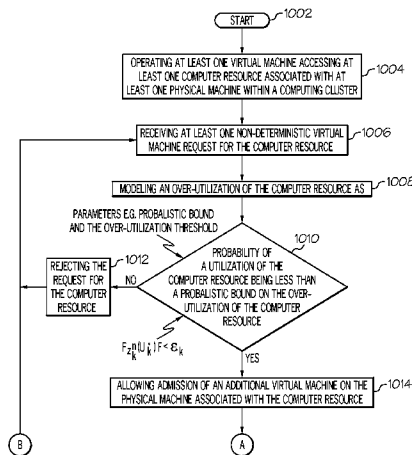 START
1002
OPERATING AT LEAST ONE VIRTUAL MACHINE ACCESSING AT
LEAST ONE COMPUTER RESOURCE ASSOCIATED WITH AT
LEAST ONE PHYSICAL MACHINE WITHIN A COMPUTING CLUSTER
1004
RECEIVING AT LEAST ONE NON-DETERMINISTIC VIRTUAL
MACHINE REQUEST FOR THE COMPUTER RESOURCE
1006
MODELING AN OVER-UTILIZATION OF THE COMPUTER RESOURCE AS
1008
PARAMETERS E.G. PROBALISTIC BOUND
AND THE OVER-UTILIZATION THRESHOLD
1010
PROBABILITY OF
A UTILIZATION OF THE
COMPUTER RESOURCE BEING LESS THAN
A PROBALISTIC BOUND ON THE OVER-
UTILIZATION OF THE COMPUTER
RESOURCE
1012
REJECTING THE
REQUEST FOR
THE COMPUTER
RESOURCE
NO
YES
ALLOWING ADMISSION OF AN ADDITIONAL VIRTUAL MACHINE ON THE
PHYSICAL MACHINE ASSOCIATED WITH THE COMPUTER RESOURCE
1014
B
A